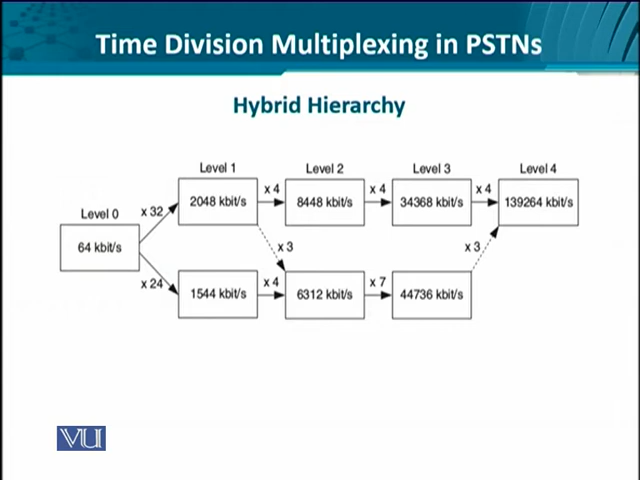 Time Division Multiplexing in PSTNs
Hybrid Hierarchy
Level 1
Level 2
Level 3
Level 4
x 4
x 4
x 4
2048 kbit/s
8448 kbit/s
34368 kbit/s
139264 kbit/s
Level 0
x 32
64 kbit/s
x 3
x 3
x 24
x 4
x 7
1544 kbit/s
6312 kbit/s
44736 kbit/s
VU